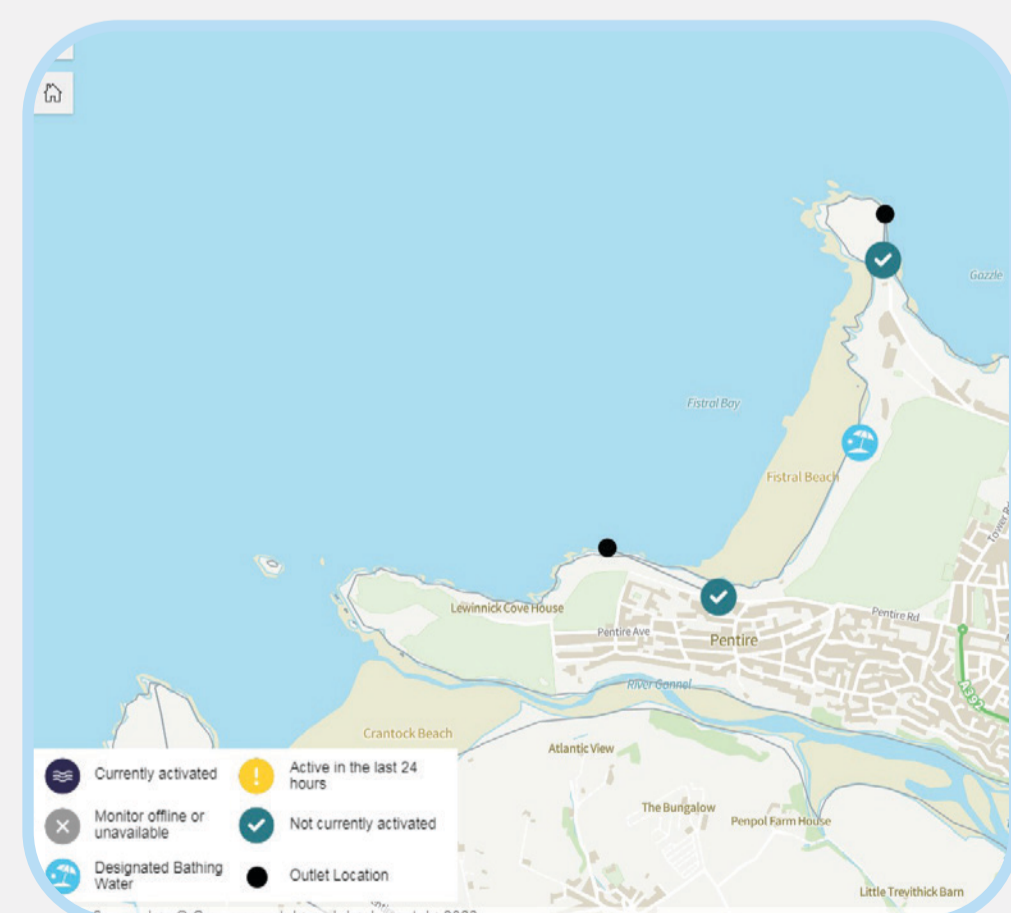 Gazzle
Fistral Bay
Fistral Beach
Tower R
Lewinnick Cove House
Pentire Rd
Pentire Ave
Pentire
River Gannel
A392
Crantock Beach
Atlantic View
The Bungalow
Penpol Farm House
Little Trevithick Barn
Currently activated
Active in the last 24
hours
Monitor offline or
unavailable
Not currently activated
Designated Bathing
Water
Outlet Location